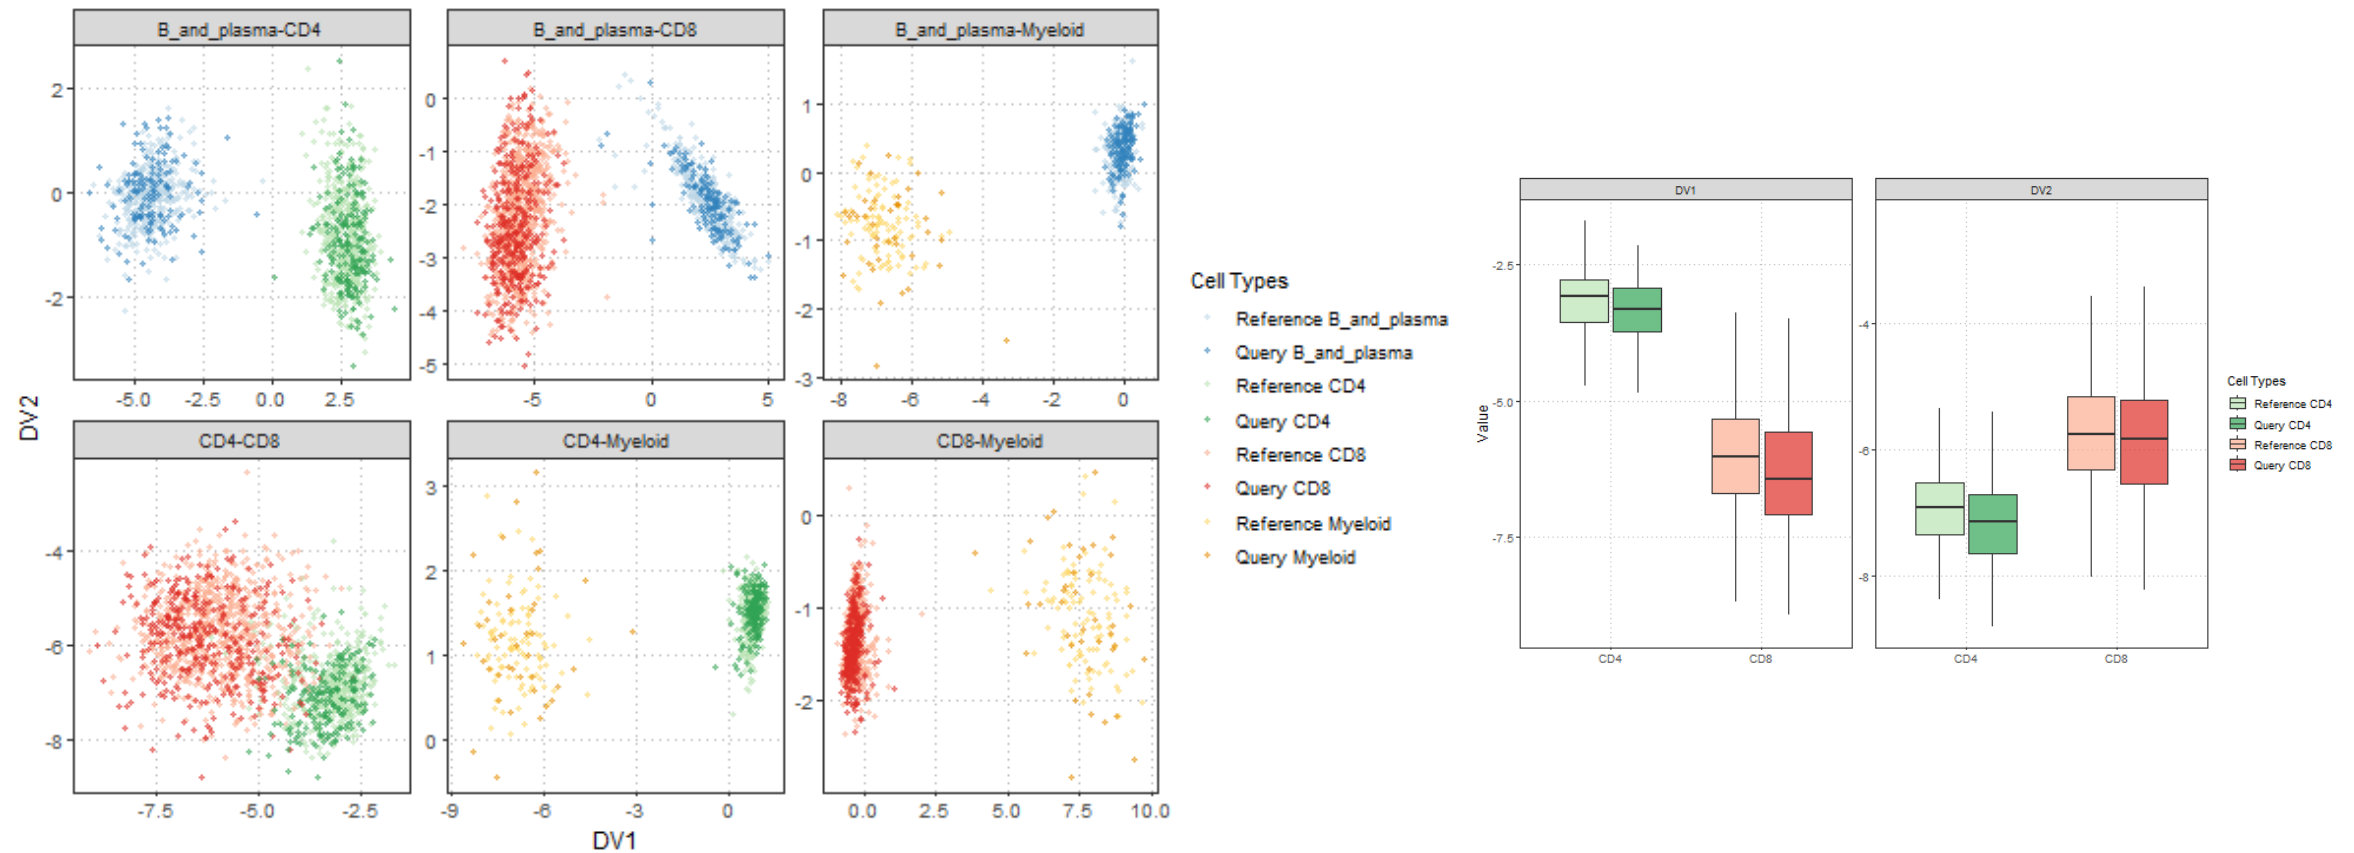 B_and_plasma-CD4
B_and_plasma-CD8
B_and_plasma-Myeloid
2
0
-2
-5.0 -2.5 0.0 2.5
0
-1
-2
-3
-4
-5
-5 0 5
1
0
-1
-2
-3
-8 -6 -4 -2 0
DV2
CD4-CD8
CD4-Myeloid
CD8-Myeloid
-4
-6
-8
-7.5 -5.0 -2.5
3
2
1
0
-9 -6 -3 0
0
-1
-2
0.0 2.5 5.0 7.5 10.0
DV1
Cell Types
Reference B_and_plasma
Query B_and_plasma
Reference CD4
Query CD4
Reference CD8
Query CD8
Reference Myeloid
Query Myeloid
DV1
DV2
Value
-2.5
-5.0
-7.5
CD4 CD8
-4
-6
-8
CD4 CD8
Cell Types
Reference CD4
Query CD4
Reference CD8
Query CD8